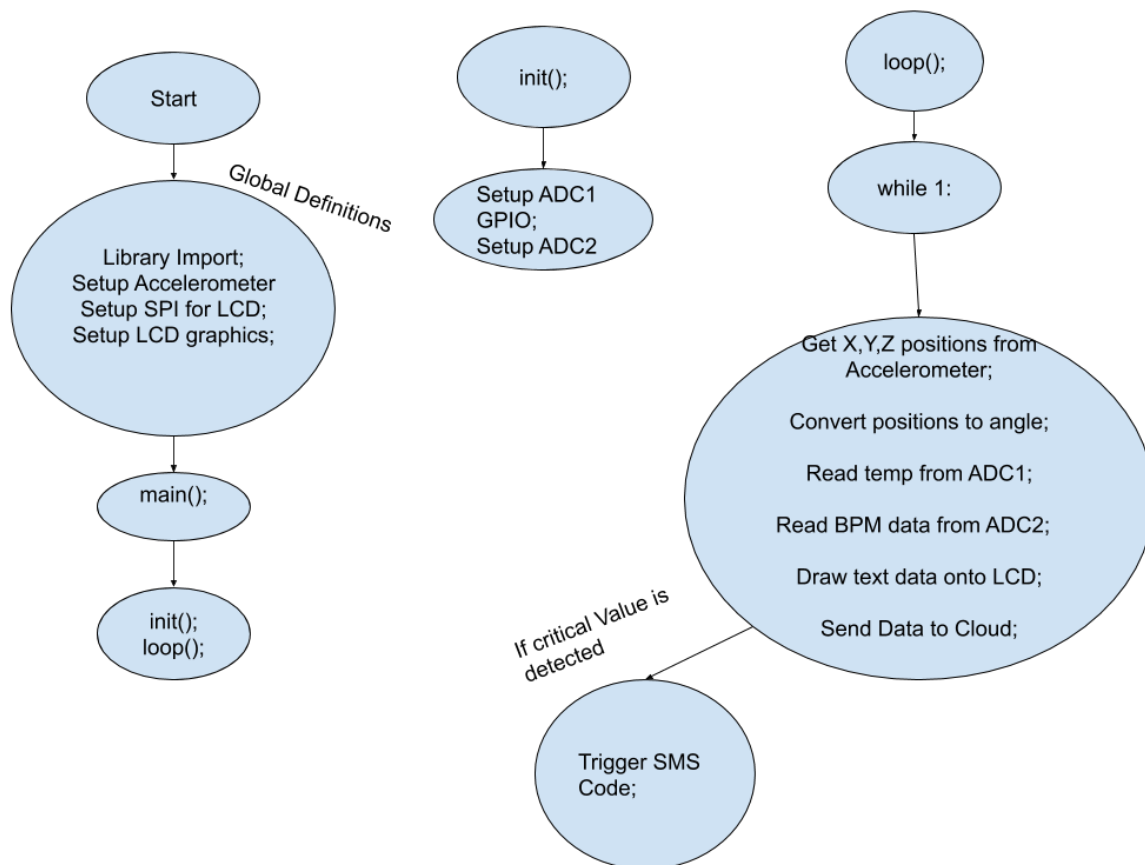 Start
Global Definitions
Library Import;
Setup Accelerometer
Setup SPI for LCD;
Setup LCD graphics;
main();
init();
loop();
init();
Setup ADC1
GPIO;
Setup ADC2
loop();
while 1:
Get X,Y,Z positions from
Accelerometer;
Convert positions to angle;
Read temp from ADC1;
Read BPM data from ADC2;
Draw text data onto LCD;
Send Data to Cloud;
If critical Value is
detected
Trigger SMS
Code;